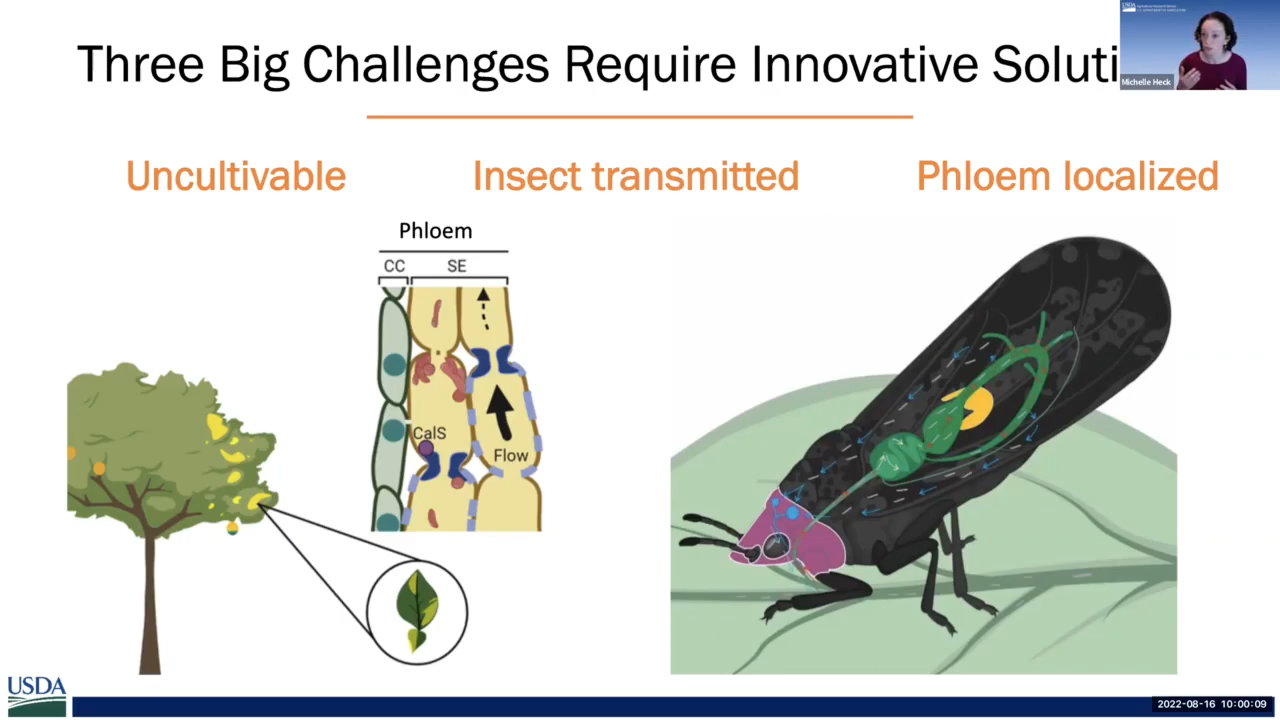 Three Big Challenges Require Innovative Soluti
Michelle Heck
Uncultivable
Insect transmitted
Phloem localized
Phloem
CC
SE
CalS
Flow
USDA
USDA
2022-08-16 10:00:09